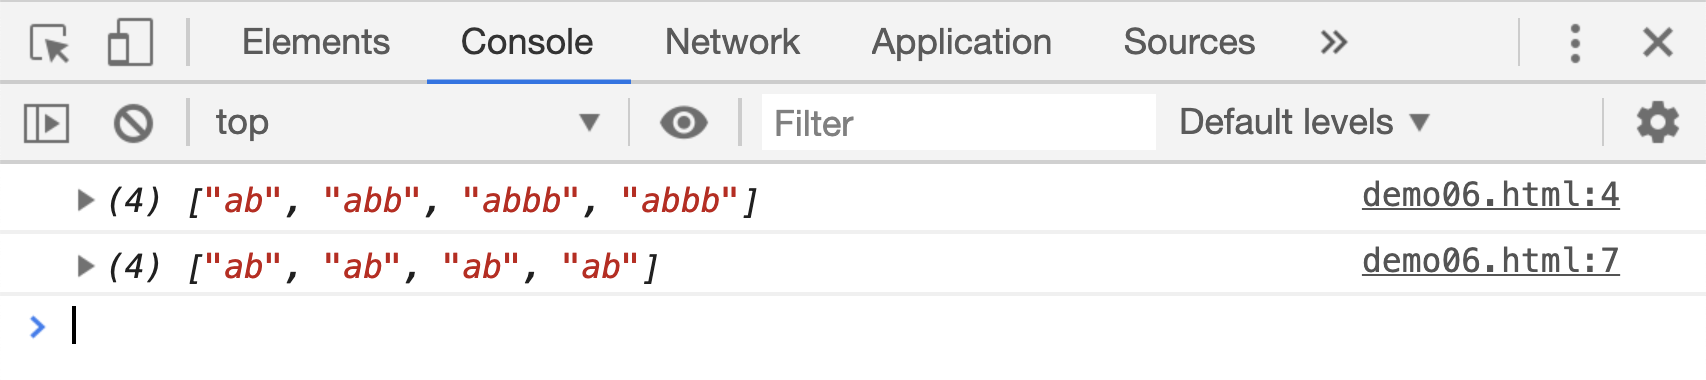 Elements Console Network Application Sources
top Filter Default levels
(4) ["ab", "abb", "abbb", "abbb"] demo06.html:4
(4) ["ab", "ab", "ab", "ab"] demo06.html:7